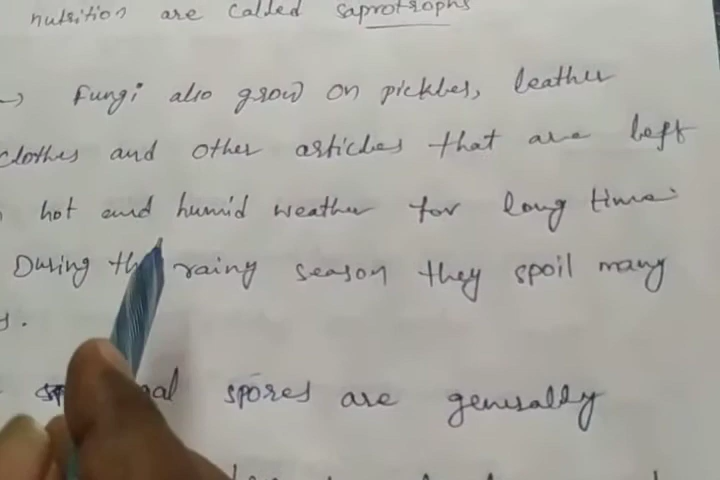 nutrition are called saprotrophs
→ Fungi also grow on pickles, leather
clothes and other articles that are left
hot and humid weather for long time.
During the rainy season they spoil many
spores are generally